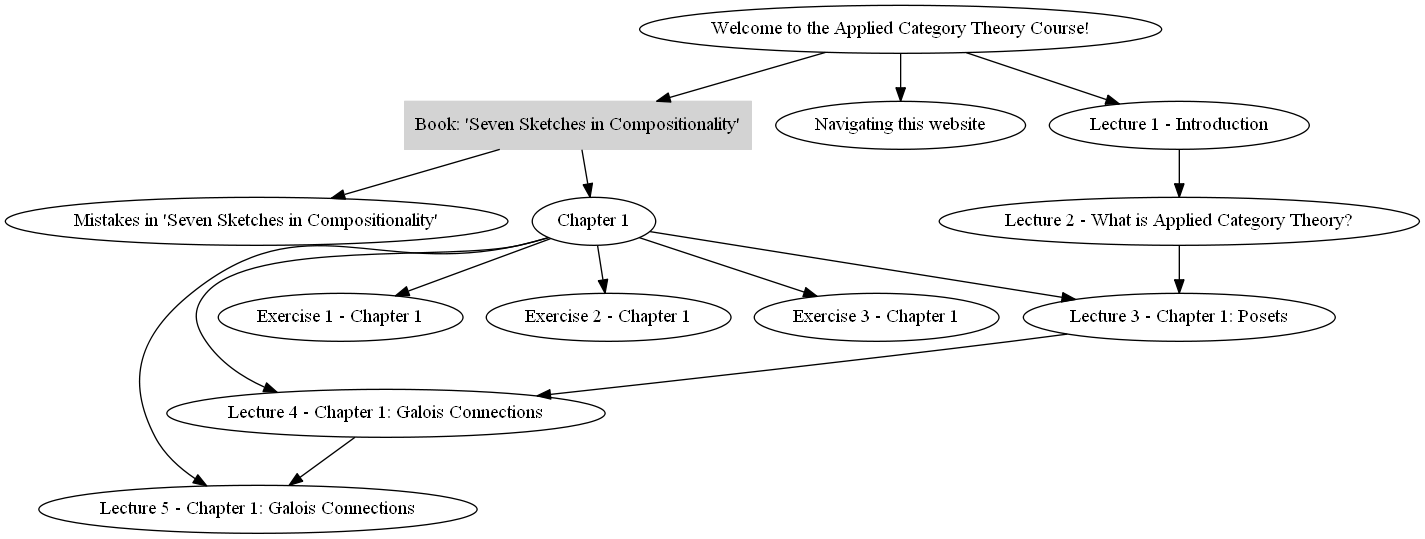 Welcome to the Applied Category Theory Course!
Book: 'Seven Sketches in Compositionality'
Navigating this website
Lecture 1 - Introduction
Mistakes in 'Seven Sketches in Compositionality'
Chapter 1
Lecture 2 - What is Applied Category Theory?
Exercise 1 - Chapter 1
Exercise 2 - Chapter 1
Exercise 3 - Chapter 1
Lecture 3 - Chapter 1: Posets
Lecture 4 - Chapter 1: Galois Connections
Lecture 5 - Chapter 1: Galois Connections